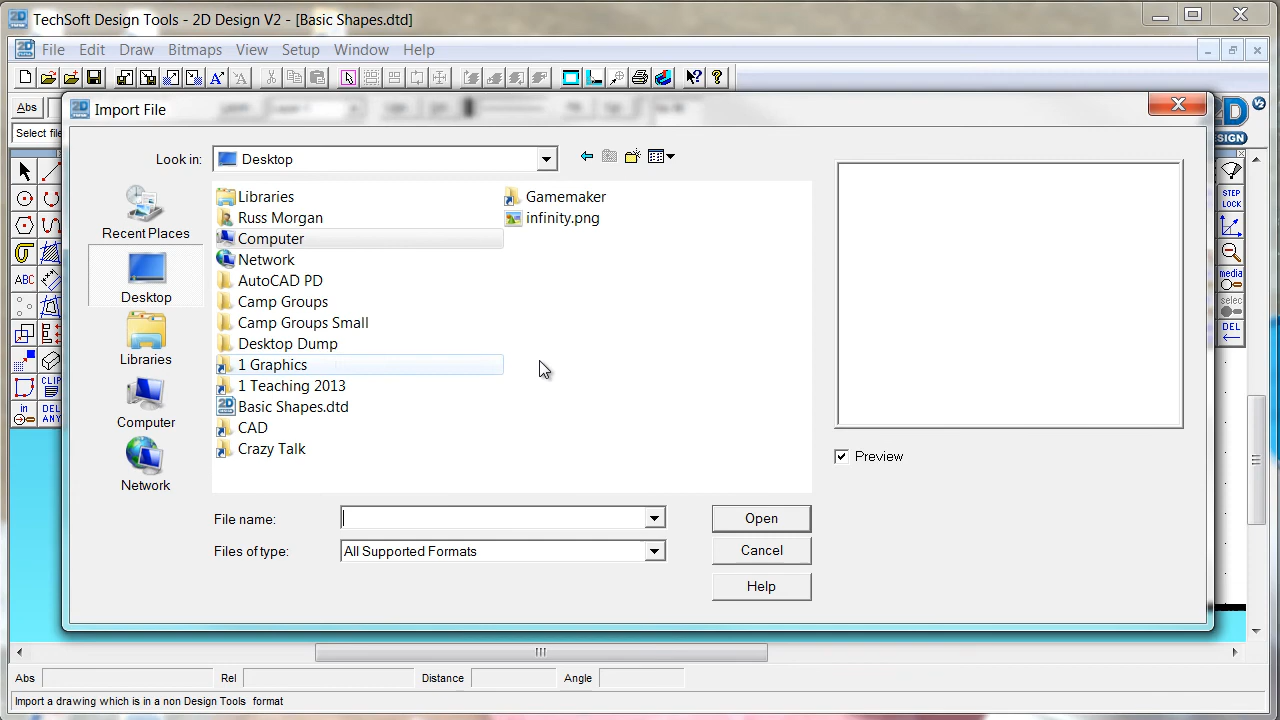 TechSoft Design Tools - 2D Design V2 - [Basic Shapes.dtd]
File Edit Draw Bitmaps View Setup Window Help
Abs
Select file
Import File
Look in: Desktop
Recent Places
Desktop
Libraries
Computer
Network
Libraries
Russ Morgan
Computer
Network
AutoCAD PD
Camp Groups
Camp Groups Small
Desktop Dump
1 Graphics
1 Teaching 2013
Basic Shapes.dtd
CAD
Crazy Talk
Gamemaker
infinity.png
Preview
File name:
Open
Files of type: All Supported Formats
Cancel
Help
ABC
CLIP
in
DEL
ANY
2D
V2
DESIGN
STEP
LOCK
media
selec
DEL
Abs Rel Distance Angle
Import a drawing which is in a non Design Tools format